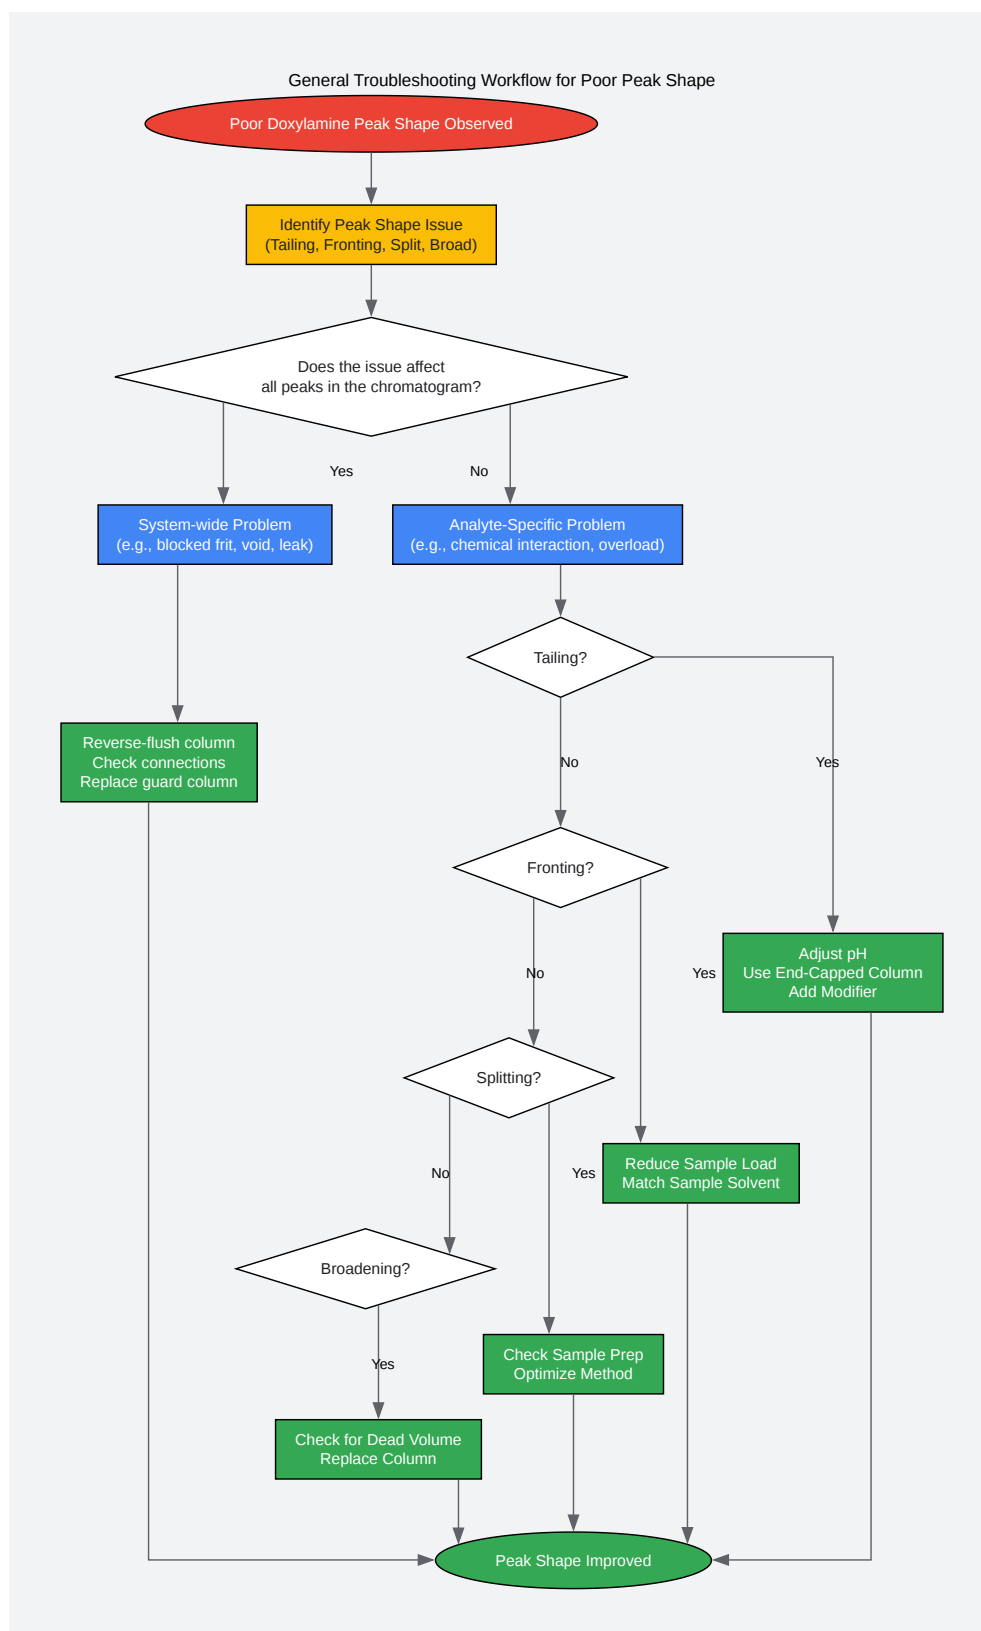 General Troubleshooting Workflow for Poor Peak Shape
Poor Doxylamine Peak Shape Observed
Identify Peak Shape Issue
(Tailing, Fronting, Split, Broad)
Does the issue affect
all peaks in the chromatogram?
Yes
No
System-wide Problem
(e.g., blocked frit, void, leak)
Analyte-Specific Problem
(e.g., chemical interaction, overload)
Tailing?
Reverse-flush column
Check connections
Replace guard column
No
Yes
Fronting?
No
Yes
Adjust pH
Use End-Capped Column
Add Modifier
Splitting?
No
Yes
Reduce Sample Load
Match Sample Solvent
Broadening?
Yes
Check Sample Prep
Optimize Method
Check for Dead Volume
Replace Column
Peak Shape Improved